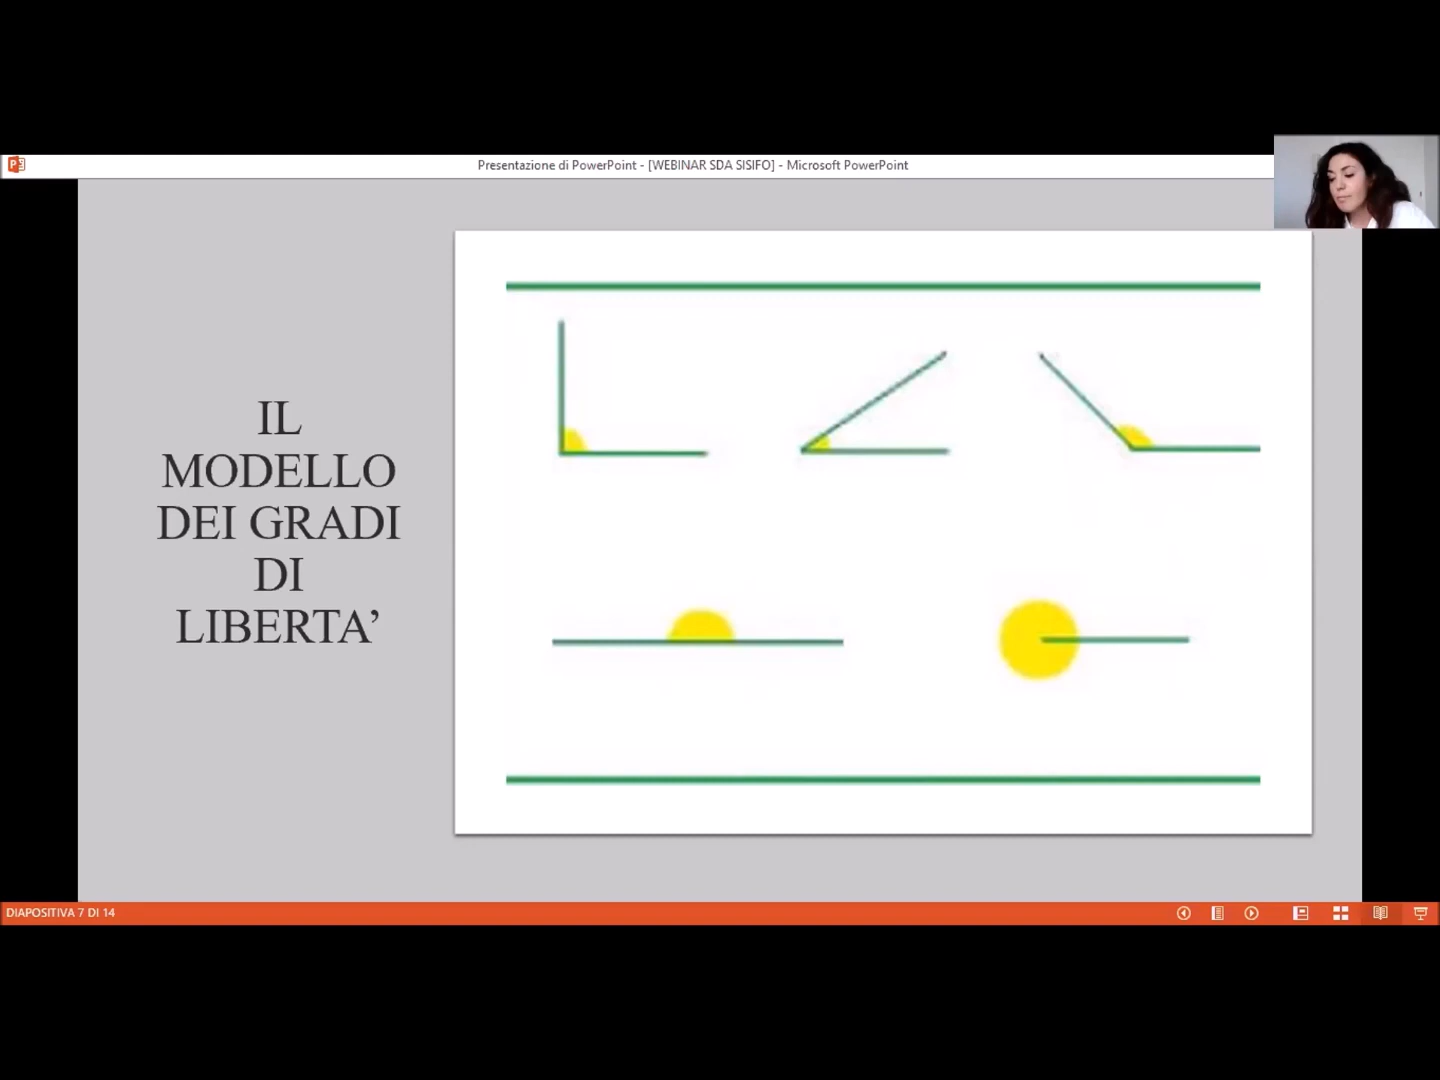 Presentazione di PowerPoint - [WEBINAR SDA SISIFO] - Microsoft PowerPoint
IL
MODELLO
DEI GRADI
DI
LIBERTA’
DIAPOSITIVA 7 DI 14